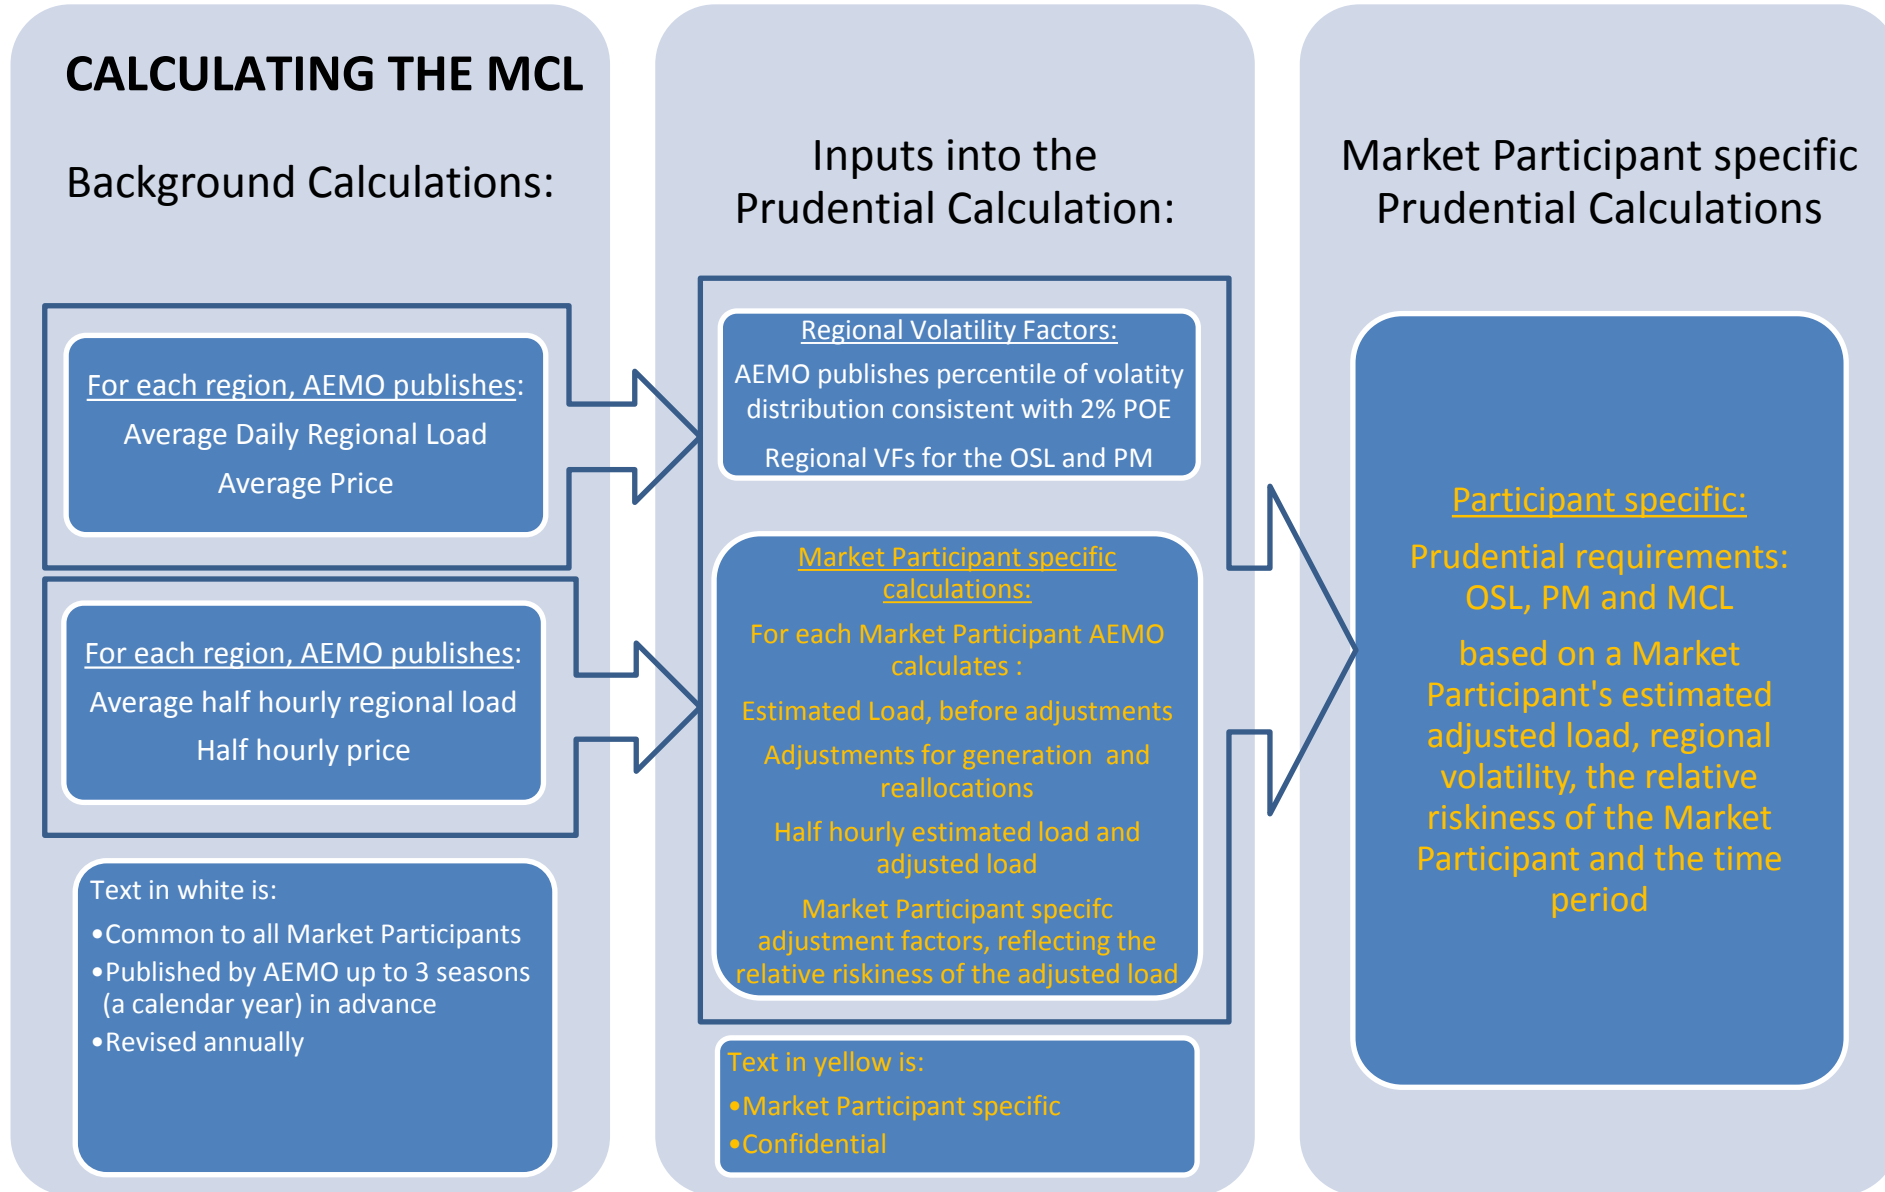 CALCULATING THE MCL
Background Calculations:
For each region, AEMO publishes:
Average Daily Regional Load
Average Price
For each region, AEMO publishes:
Average half hourly regional load
Half hourly price
Text in white is:
•Common to all Market Participants
•Published by AEMO up to 3 seasons
(a calendar year) in advance
•Revised annually
Inputs into the
Prudential Calculation:
Regional Volatility Factors:
AEMO publishes percentile of volatity
distribution consistent with 2% POE
Regional VFs for the OSL and PM
Market Participant specific
calculations:
For each Market Participant AEMO
calculates :
Estimated Load, before adjustments
Adjustments for generation  and
reallocations
Half hourly estimated load and
adjusted load
Market Participant specifc
adjustment factors, reflecting the
relative riskiness of the adjusted load
Text in yellow is:
•Market Participant specific
•Confidential
Market Participant specific
Prudential Calculations
Participant specific:
Prudential requirements:
OSL, PM and MCL
based on a Market
Participant's estimated
adjusted load, regional
volatility, the relative
riskiness of the Market
Participant and the time
period